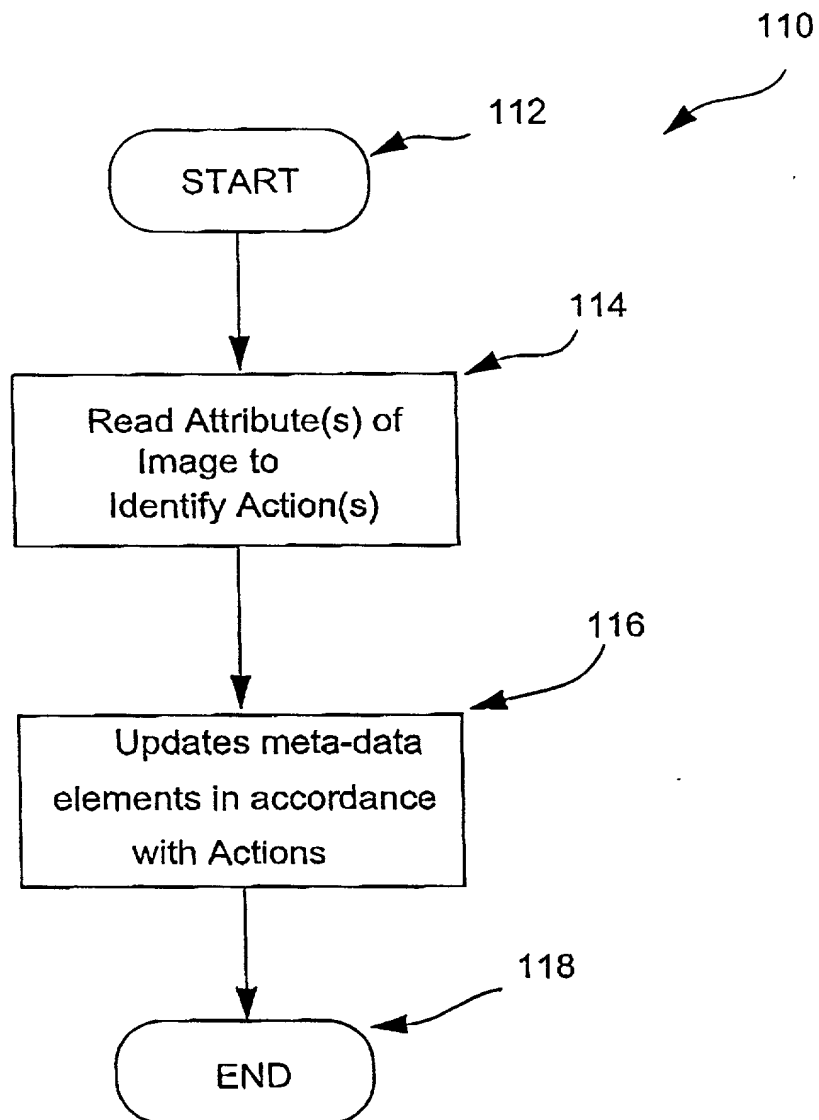 110
112
START
114
Read Attribute(s) of
Image to
Identify Action(s)
116
Updates meta-data
elements in accordance
with Actions
118
END